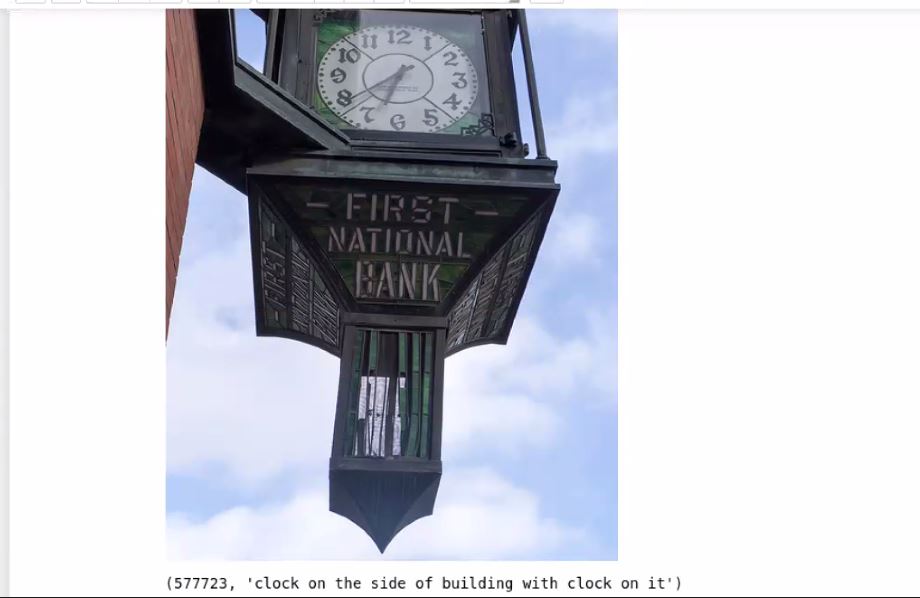 12
11 1
10 2
9 3
8 4
7 5
6
- FIRST -
NATIONAL
BANK
- FIRST -
(577723, 'clock on the side of building with clock on it')